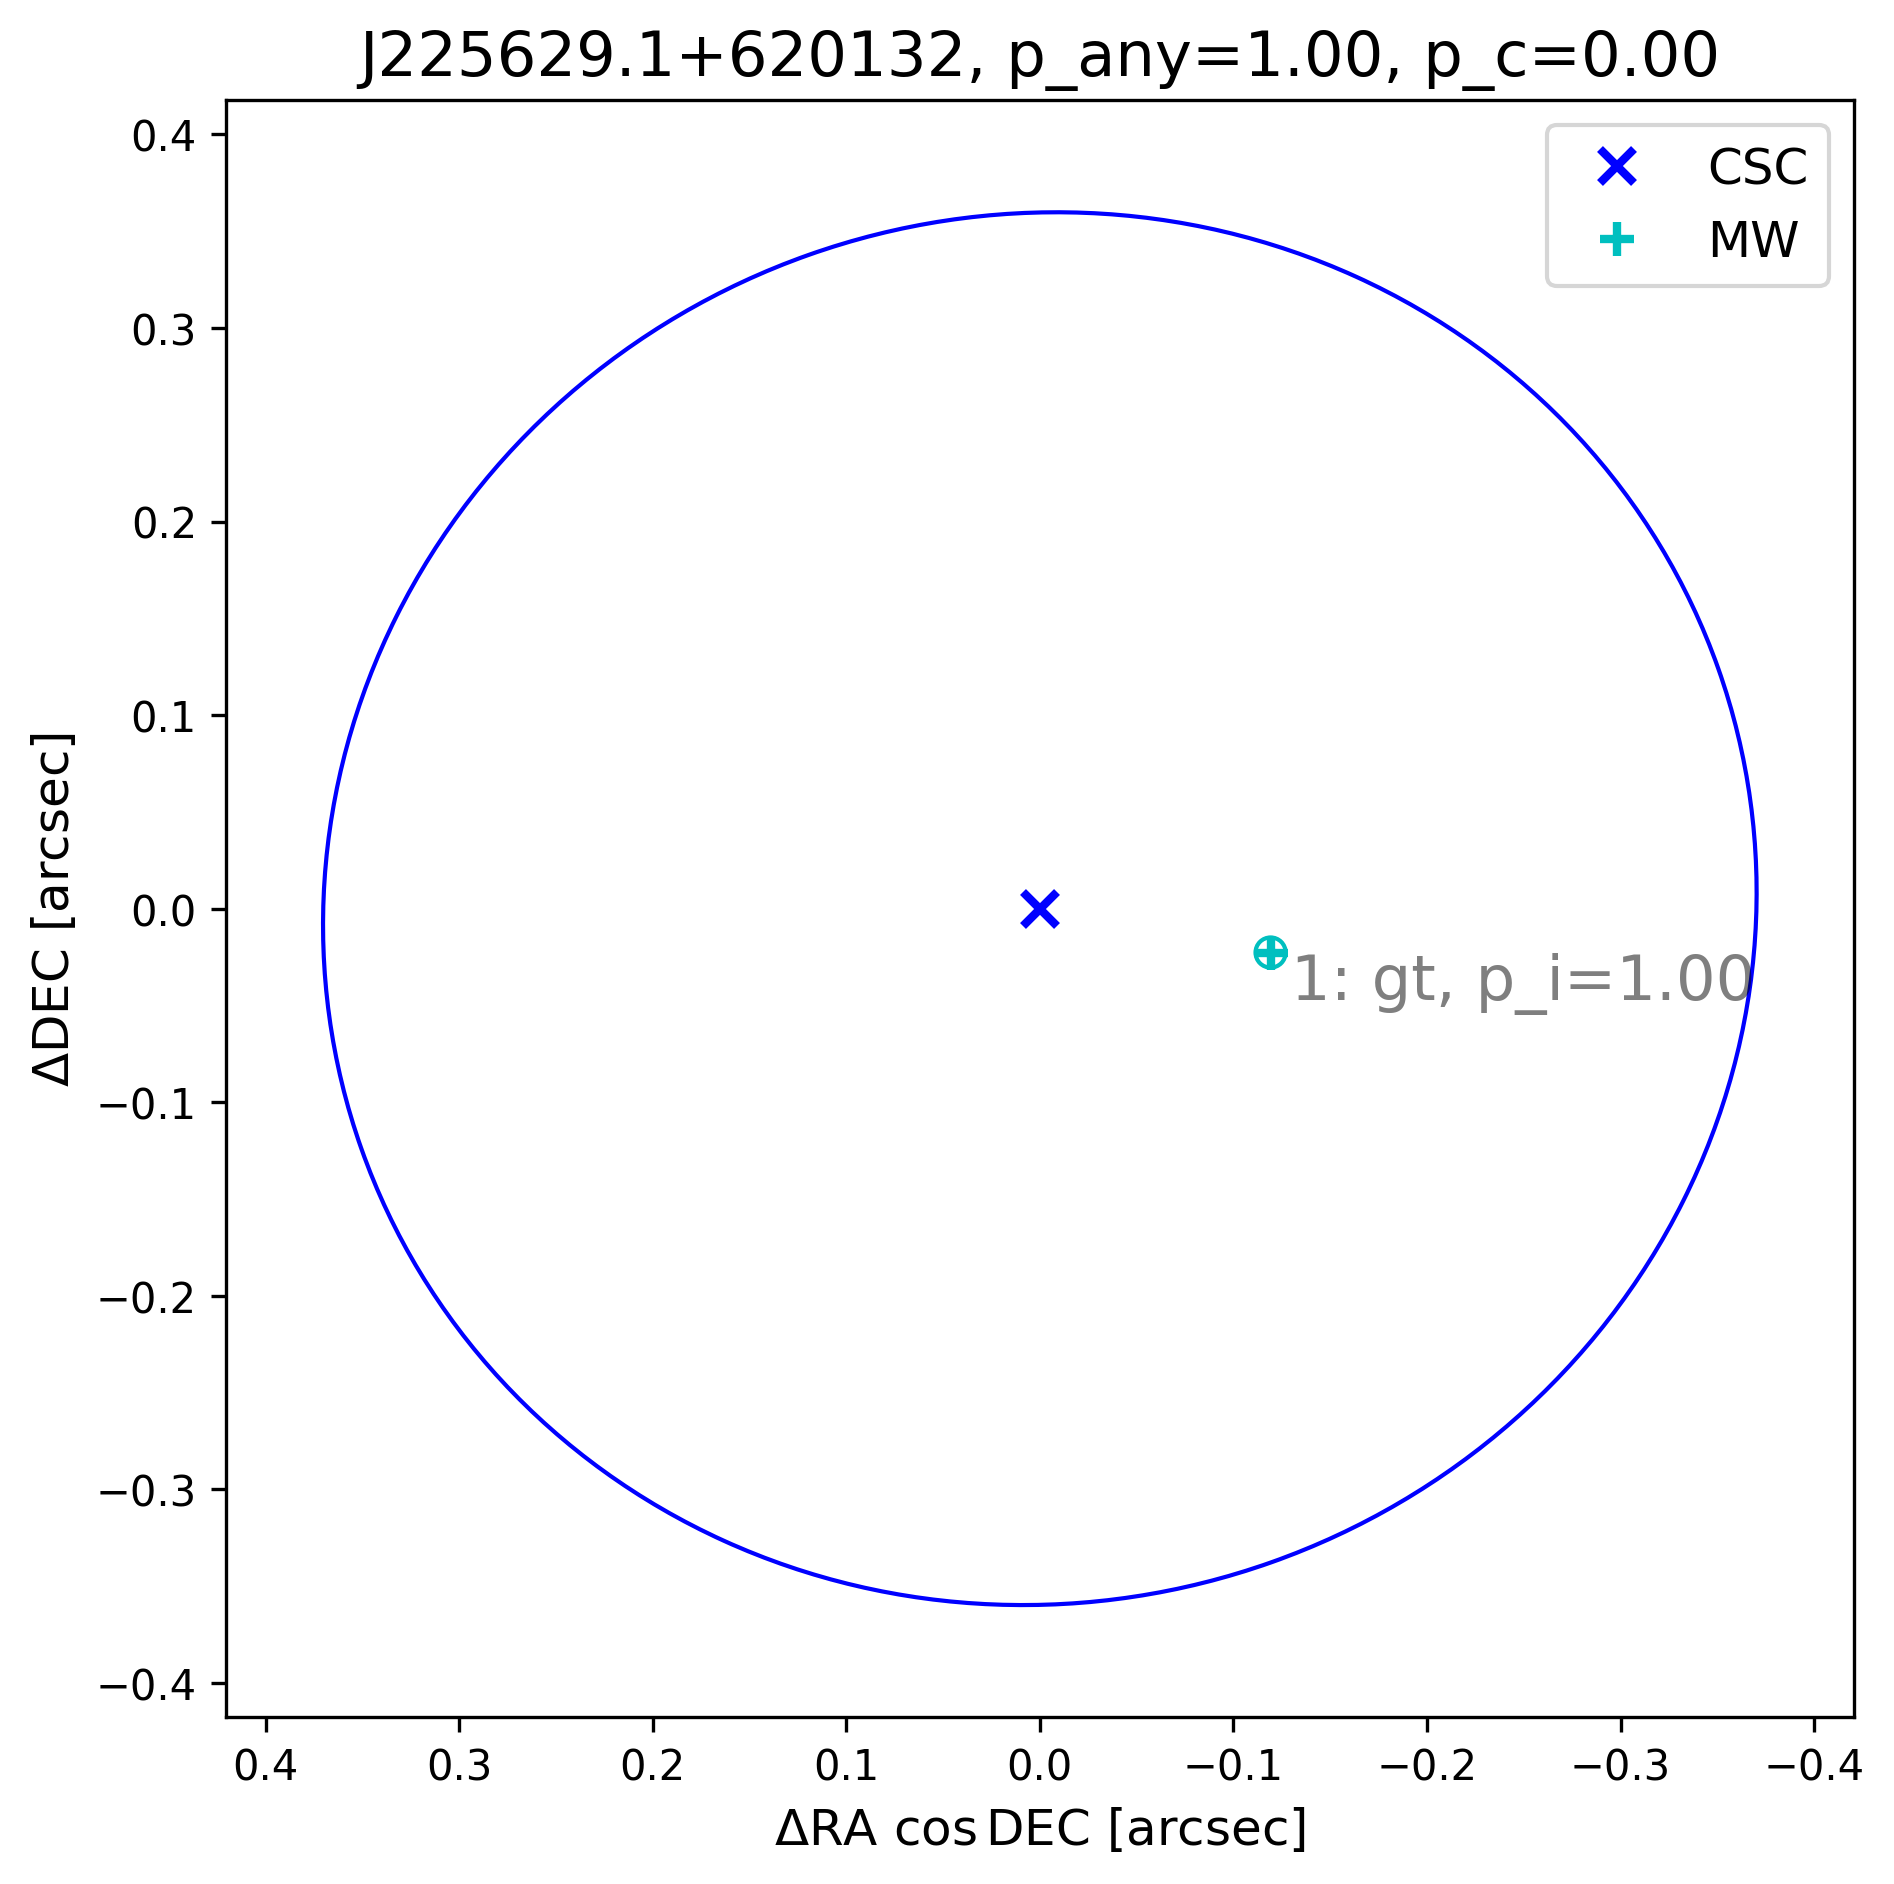 J225629.1+620132, p_any=1.00, p_c=0.00
CSC
MW
0.4
0.3
0.2
0.1
0.0
−0.1
−0.2
−0.3
−0.4
ΔDEC [arcsec]
1: gt, p_i=1.00
0.4 0.3 0.2 0.1 0.0 −0.1 −0.2 −0.3 −0.4
ΔRA cos DEC [arcsec]